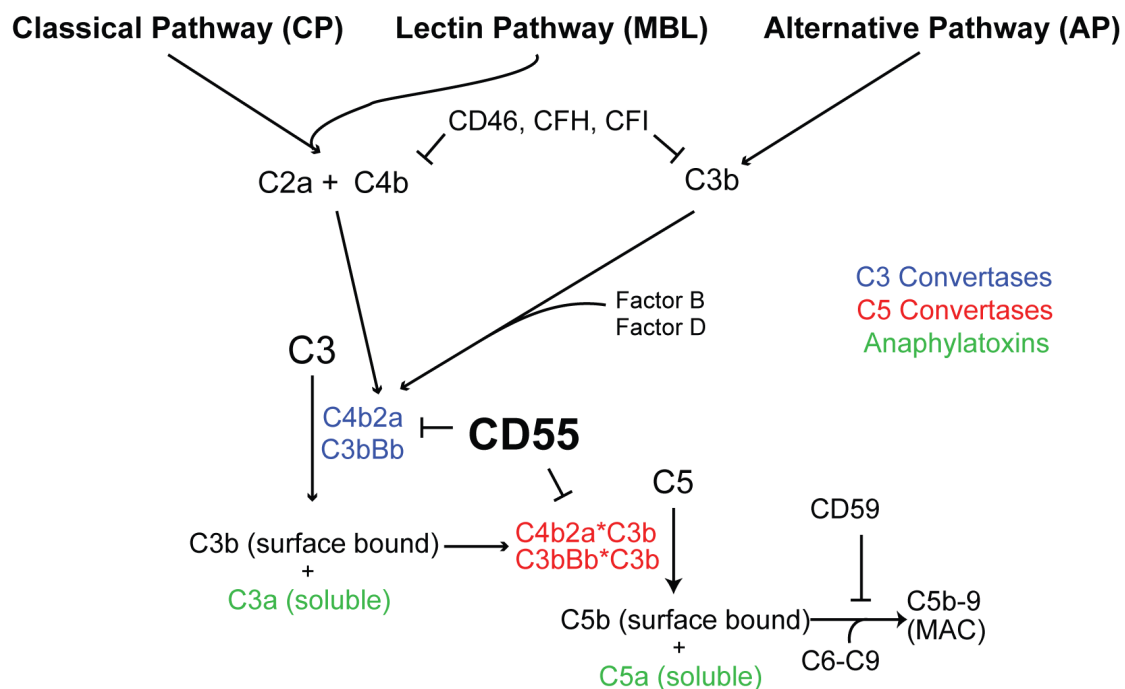 Classical Pathway (CP)
Lectin Pathway (MBL)
Alternative Pathway (AP)
CD46, CFH, CFI
C2a + C4b
C3b
Factor B
Factor D
C3 Convertases
C5 Convertases
Anaphylatoxins
C3
C4b2a
C3bBb
CD55
C5
CD59
C3b (surface bound)
+
C3a (soluble)
C4b2a*C3b
C3bBb*C3b
C5b (surface bound)
+
C5a (soluble)
C6-C9
C5b-9
(MAC)